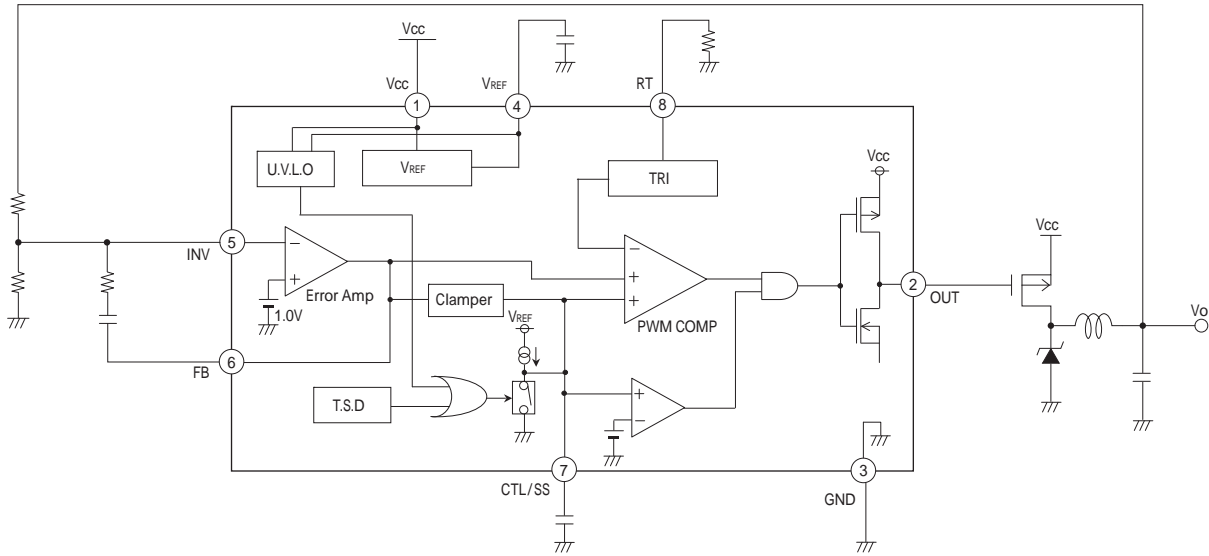 Vcc
Vcc
VREF
RT
1
4
8
U.V.L.O
VREF
TRI
Vcc
5
INV
−
+
Error Amp
1.0V
−
+
+
PWM COMP
Clamper
VREF
2
OUT
Vcc
Vo
6
FB
T.S.D
+
−
7
CTL/SS
3
GND